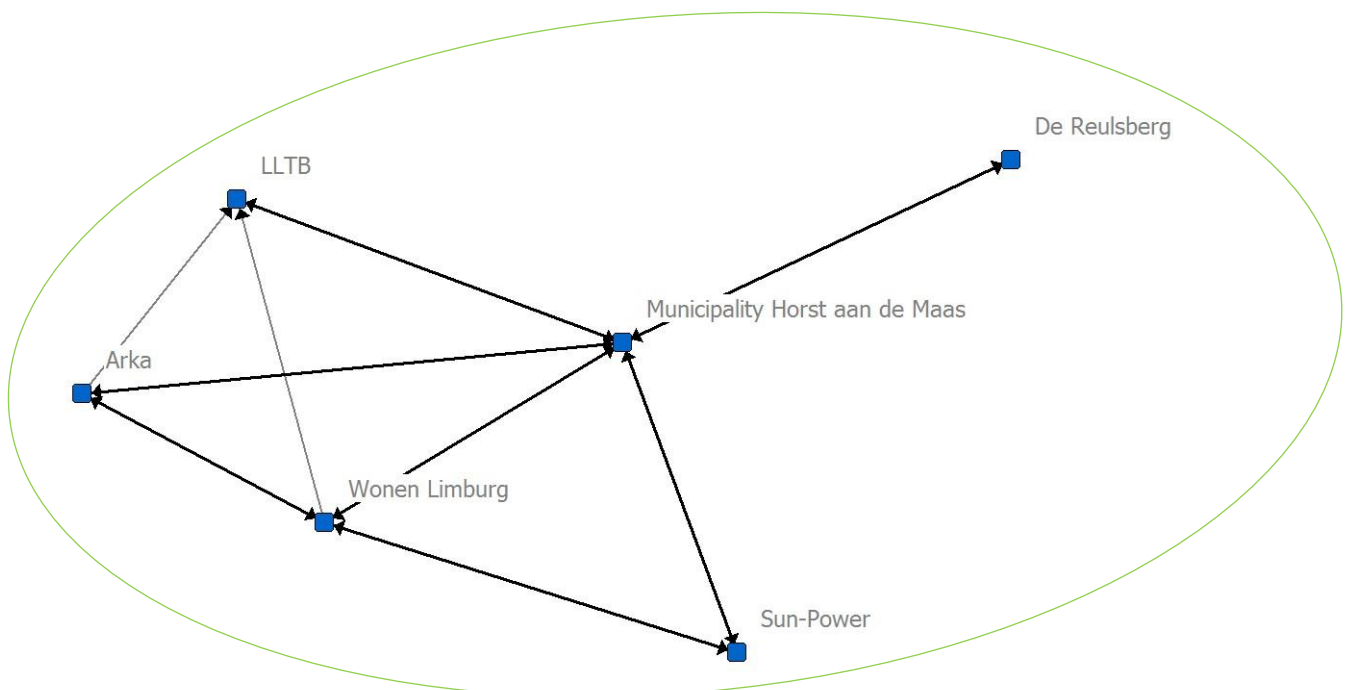 De Reulsberg
LLTB
Municipality Horst aan de Maas
Arka
Wonen Limburg
Sun-Power